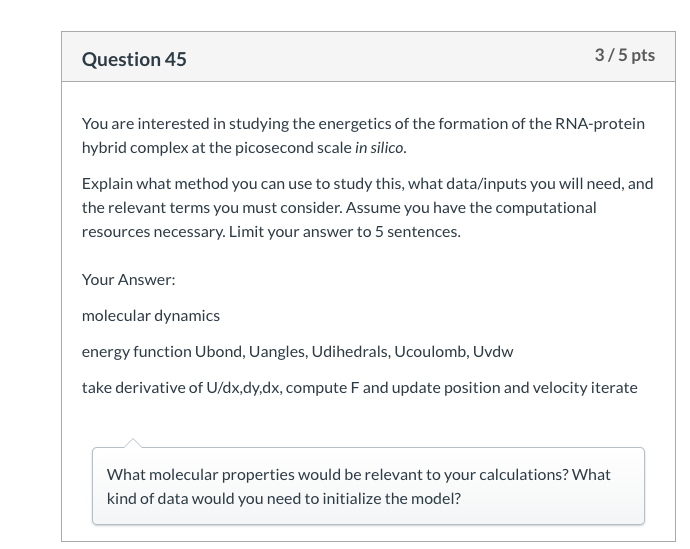 Question 45
3 / 5 pts
You are interested in studying the energetics of the formation of the RNA-protein
hybrid complex at the picosecond scale in silico.
Explain what method you can use to study this, what data/inputs you will need, and
the relevant terms you must consider. Assume you have the computational
resources necessary. Limit your answer to 5 sentences.
Your Answer:
molecular dynamics
energy function Ubond, Uangles, Udihedrals, Ucoulomb, Uvdw
take derivative of U/dx,dy,dx, compute F and update position and velocity iterate
What molecular properties would be relevant to your calculations? What
kind of data would you need to initialize the model?